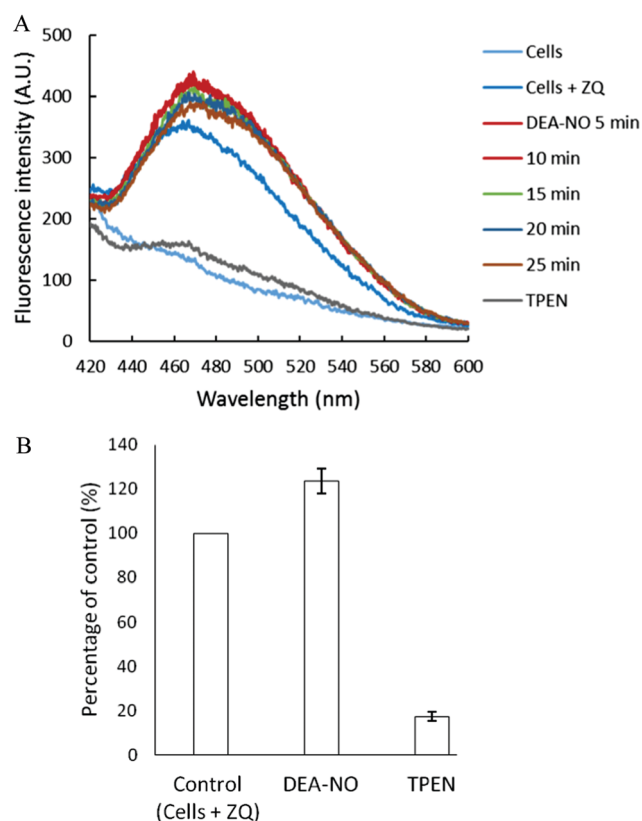 A
Fluorescence intensity (A.U.)
500
400
300
200
100
0
420 440 460 480 500 520 540 560 580 600
Wavelength (nm)
Cells
Cells + ZQ
DEA-NO 5 min
10 min
15 min
20 min
25 min
TPEN
B
Percentage of control (%)
140
120
100
80
60
40
20
0
Control DEA-NO TPEN
(Cells + ZQ)